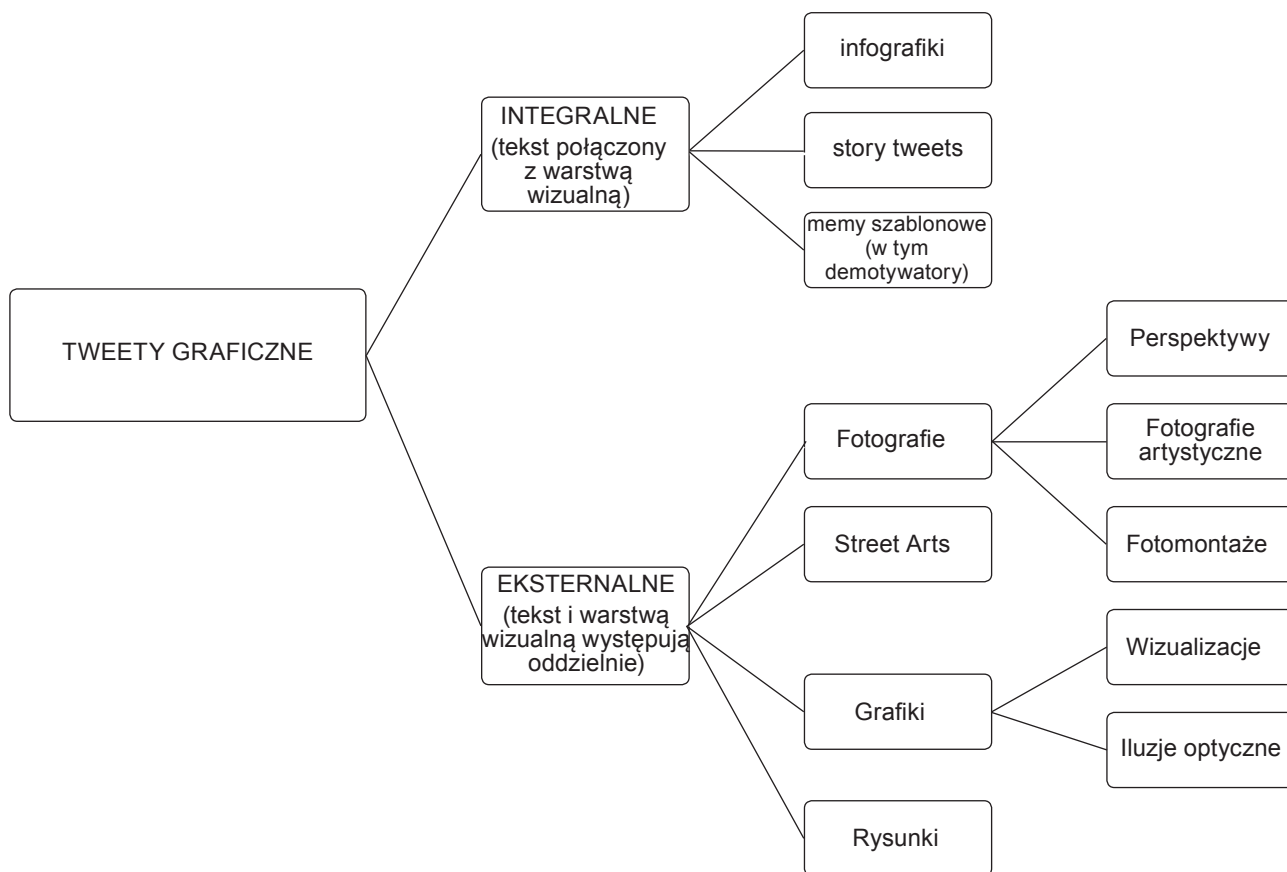 infografiki
INTEGRALNE
(tekst połączony
z warstwą
wizualną)
story tweets
memy szablonowe
(w tym
demotywatory)
TWEETY GRAFICZNE
Perspektywy
Fotografie
Fotografie
artystyczne
Street Arts
Fotomontaże
EKSTERNALNE
(tekst i warstwą
wizualną występują
oddzielnie)
Wizualizacje
Grafiki
Iluzje optyczne
Rysunki